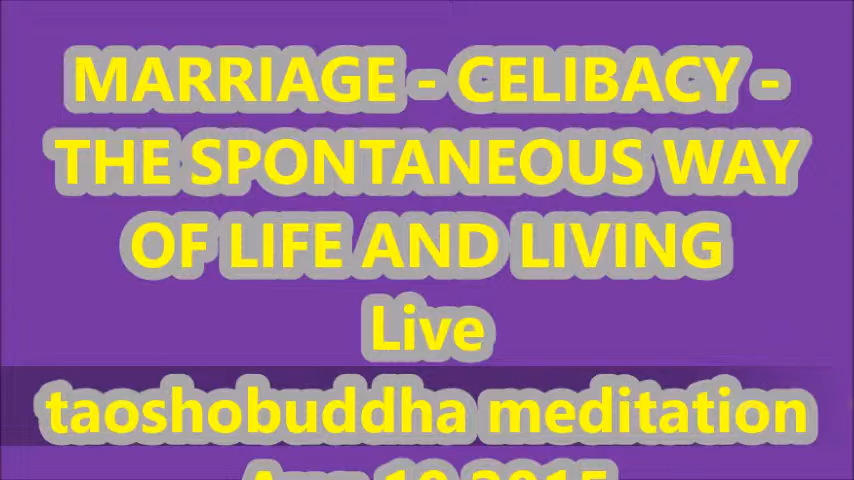 MARRIAGE - CELIBACY -
THE SPONTANEOUS WAY
OF LIFE AND LIVING
Live
taoshobuddha meditation